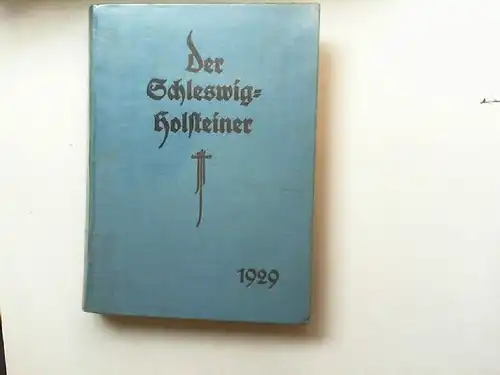 Der
Schleswig=
Holsteiner
1929